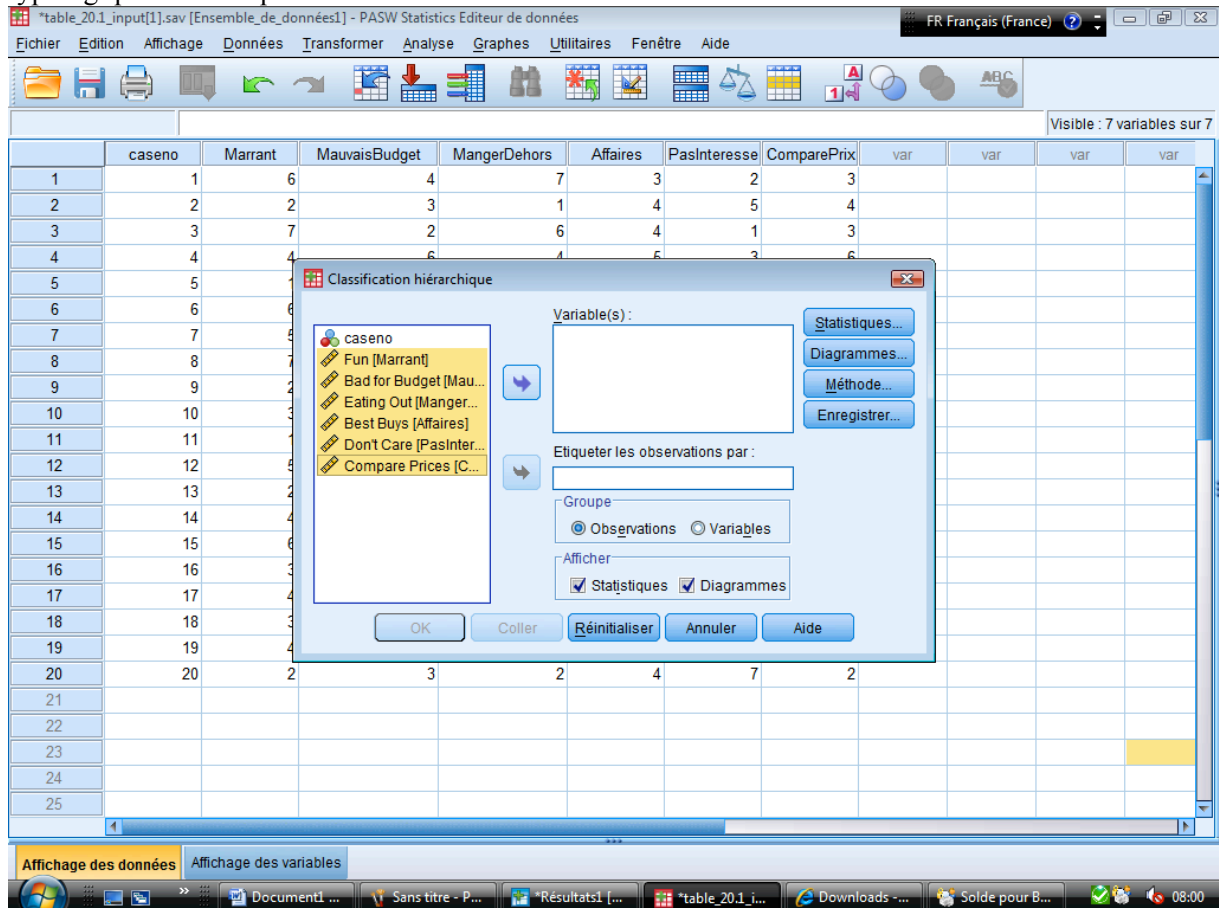 *table_20.1_input[1].sav [Ensemble_de_données1] - PASW Statistics Editeur de données
FR Français (France)
Fichier Edition Affichage Données Transformer Analyse Graphes Utilitaires Fenêtre Aide
Visible : 7 variables sur 7
caseno Marrant MauvaisBudget MangerDehors Affaires PasInteresse ComparePrix var var var var
1 1 6 4 7 3 2 3
2 2 2 3 1 4 5 4
3 3 7 2 6 4 1 3
4 4 4 6 4 5 3 6
5 5
6 6
7 7
8 8
9 9
10 10
11 11
12 12
13 13
14 14
15 15
16 16
17 17
18 18
19 19
20 20 2 3 2 4 7 2
21
22
23
24
25
Classification hiérarchique
caseno
Fun [Marrant]
Bad for Budget [Mau...
Eating Out [Manger...
Best Buys [Affaires]
Don't Care [PasInter...
Compare Prices [C...
Variable(s) :
Etiqueter les observations par :
Groupe
Observations Variables
Afficher
Statistiques Diagrammes
Statistiques...
Diagrammes...
Méthode...
Enregistrer...
OK Coller Réinitialiser Annuler Aide
Affichage des données Affichage des variables
Document1 ... Sans titre - P... *Résultats1 [... *table_20.1_i... Downloads -... Solde pour B... 08:00